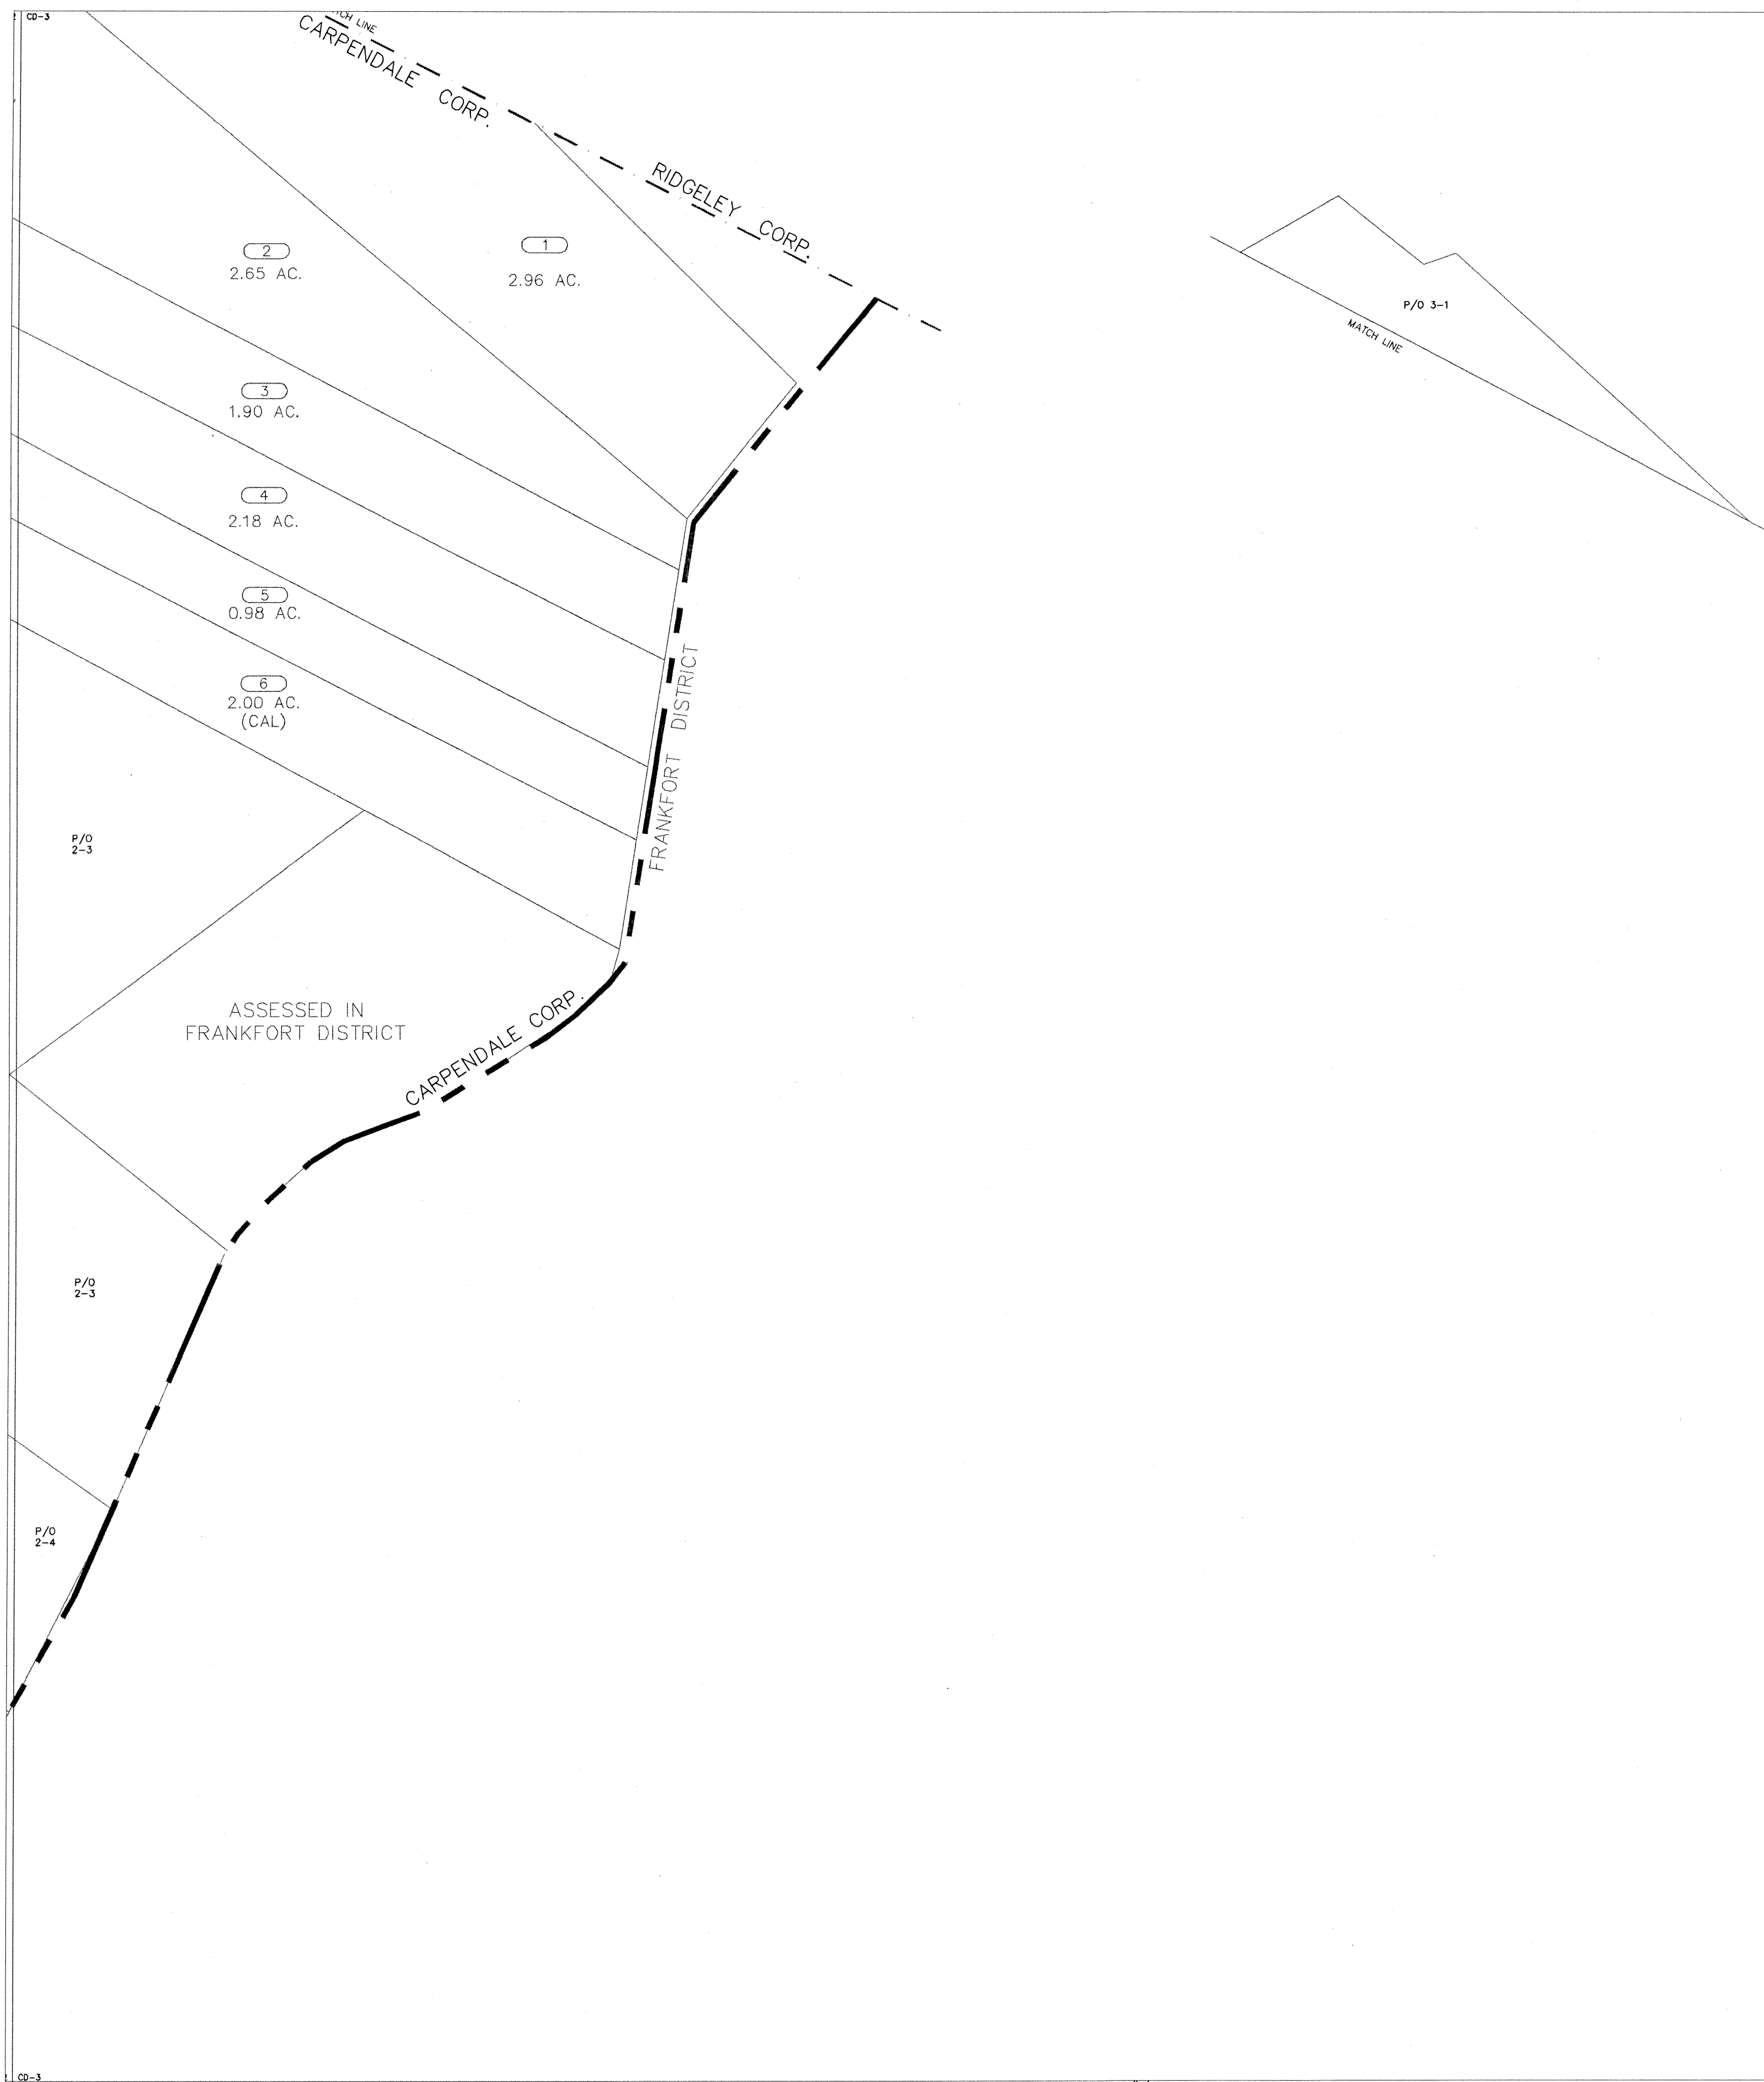 CD-3
MATCH LINE
CARPENDALE CORP.
RIDGELEY CORP.
1
2.96 AC.
2
2.65 AC.
P/O 3-1
MATCH LINE
3
1.90 AC.
4
2.18 AC.
5
0.98 AC.
6
2.00 AC.
(CAL)
FRANKFORT DISTRICT
P/O
2-3
ASSESSED IN
FRANKFORT DISTRICT
CARPENDALE CORP.
P/O
2-3
P/O
2-4
CD-3